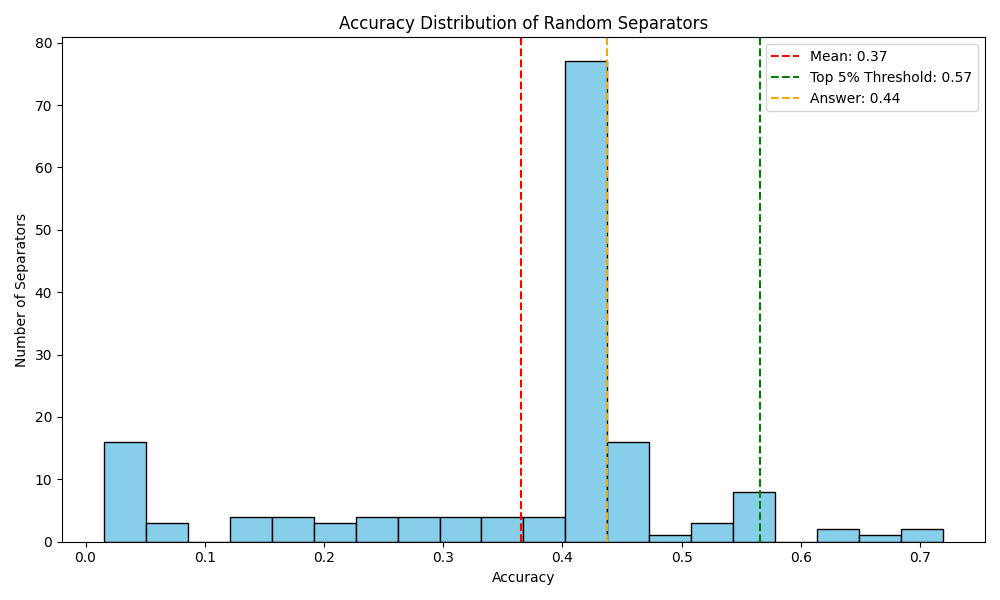 Accuracy Distribution of Random Separators
Number of Separators
80
70
60
50
40
30
20
10
0
Mean: 0.37
Top 5% Threshold: 0.57
Answer: 0.44
0.0 0.1 0.2 0.3 0.4 0.5 0.6 0.7
Accuracy